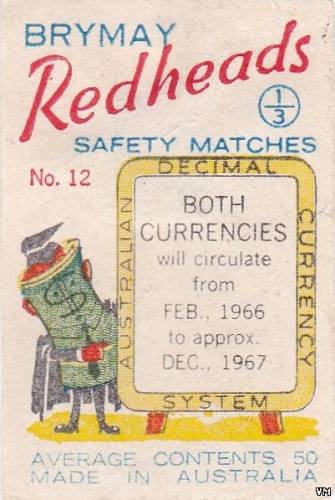 BRYMAY
Redheads
1/3
SAFETY MATCHES
No. 12
DECIMAL
AUSTRALIAN
CURRENCY
SYSTEM
BOTH
CURRENCIES
will circulate
from
FEB., 1966
to approx.
DEC., 1967
AVERAGE CONTENTS 50
MADE IN AUSTRALIA
VM